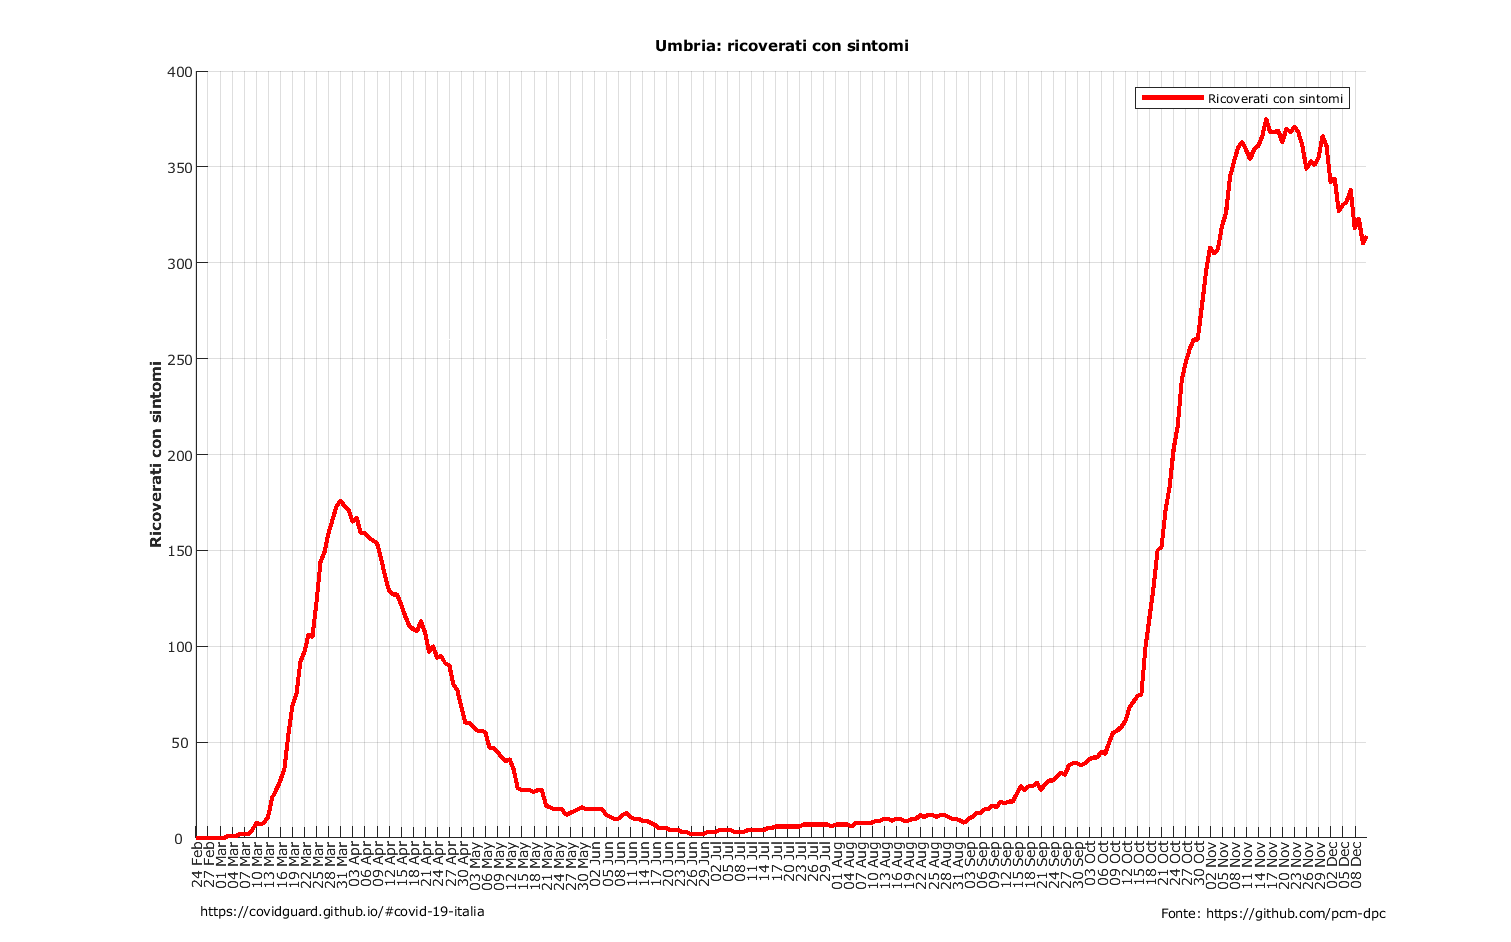 Umbria: ricoverati con sintomi
Ricoverati con sintomi
Ricoverati con sintomi
400
350
300
250
200
150
100
50
0
24 Feb
27 Feb
01 Mar
04 Mar
07 Mar
10 Mar
13 Mar
16 Mar
19 Mar
22 Mar
25 Mar
28 Mar
31 Mar
03 Apr
06 Apr
09 Apr
12 Apr
15 Apr
18 Apr
21 Apr
24 Apr
27 Apr
30 Apr
03 May
06 May
09 May
12 May
15 May
18 May
21 May
24 May
27 May
30 May
02 Jun
05 Jun
08 Jun
11 Jun
14 Jun
17 Jun
20 Jun
23 Jun
26 Jun
29 Jun
02 Jul
05 Jul
08 Jul
11 Jul
14 Jul
17 Jul
20 Jul
23 Jul
26 Jul
29 Jul
01 Aug
04 Aug
07 Aug
10 Aug
13 Aug
16 Aug
19 Aug
22 Aug
25 Aug
28 Aug
31 Aug
03 Sep
06 Sep
09 Sep
12 Sep
15 Sep
18 Sep
21 Sep
24 Sep
27 Sep
30 Sep
03 Oct
06 Oct
09 Oct
12 Oct
15 Oct
18 Oct
21 Oct
24 Oct
27 Oct
30 Oct
02 Nov
05 Nov
08 Nov
11 Nov
14 Nov
17 Nov
20 Nov
23 Nov
26 Nov
29 Nov
02 Dec
05 Dec
08 Dec
https://covidguard.github.io/#covid-19-italia
Fonte: https://github.com/pcm-dpc